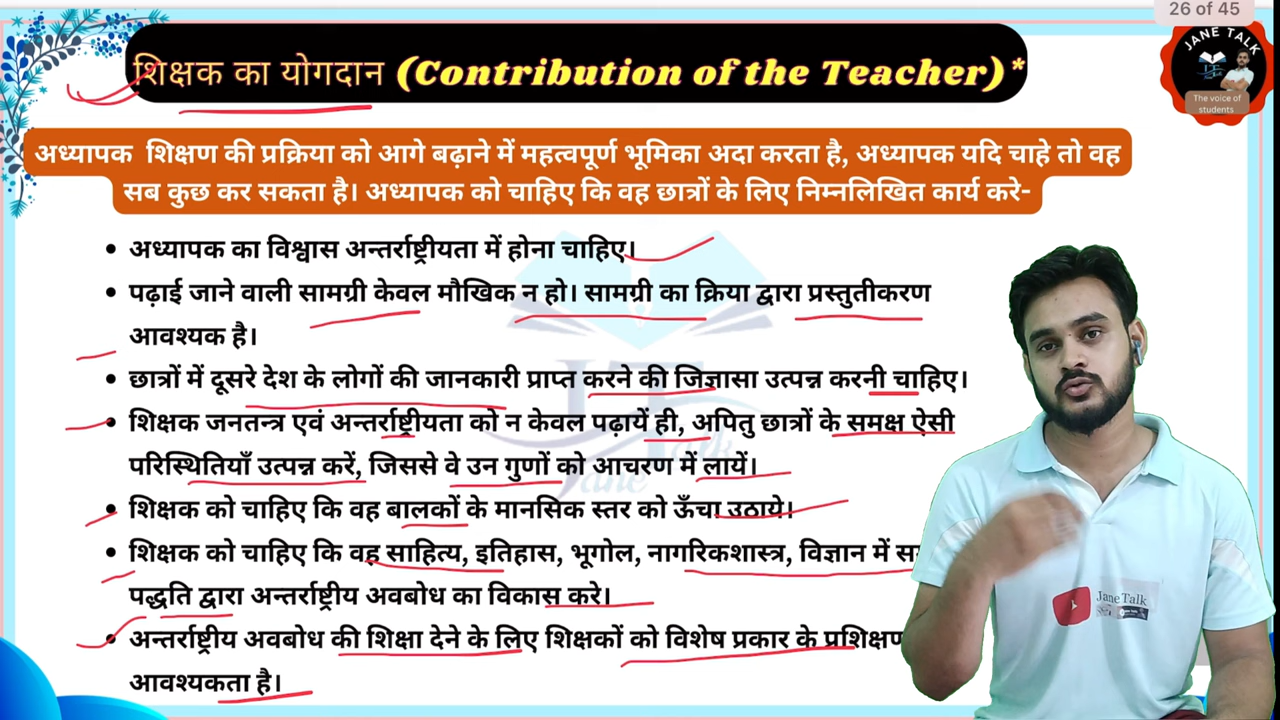 26 of 45
JANE TALK
The voice of
students
शिक्षक का योगदान (Contribution of the Teacher)*
अध्यापक शिक्षण की प्रक्रिया को आगे बढ़ाने में महत्वपूर्ण भूमिका अदा करता है, अध्यापक यदि चाहे तो वह
सब कुछ कर सकता है। अध्यापक को चाहिए कि वह छात्रों के लिए निम्नलिखित कार्य करे-
• अध्यापक का विश्वास अन्तर्राष्ट्रीयता में होना चाहिए।
• पढ़ाई जाने वाली सामग्री केवल मौखिक न हो। सामग्री का क्रिया द्वारा प्रस्तुतीकरण
आवश्यक है।
• छात्रों में दूसरे देश के लोगों की जानकारी प्राप्त करने की जिज्ञासा उत्पन्न करनी चाहिए।
• शिक्षक जनतन्त्र एवं अन्तर्राष्ट्रीयता को न केवल पढ़ायें ही, अपितु छात्रों के समक्ष ऐसी
परिस्थितियाँ उत्पन्न करें, जिससे वे उन गुणों को आचरण में लायें।
• शिक्षक को चाहिए कि वह बालकों के मानसिक स्तर को ऊँचा उठाये।
• शिक्षक को चाहिए कि वह साहित्य, इतिहास, भूगोल, नागरिकशास्त्र, विज्ञान में
पद्धति द्वारा अन्तर्राष्ट्रीय अवबोध का विकास करे।
• अन्तर्राष्ट्रीय अवबोध की शिक्षा देने के लिए शिक्षकों को विशेष प्रकार के प्रशिक्षण
आवश्यकता है।
Jane Talk